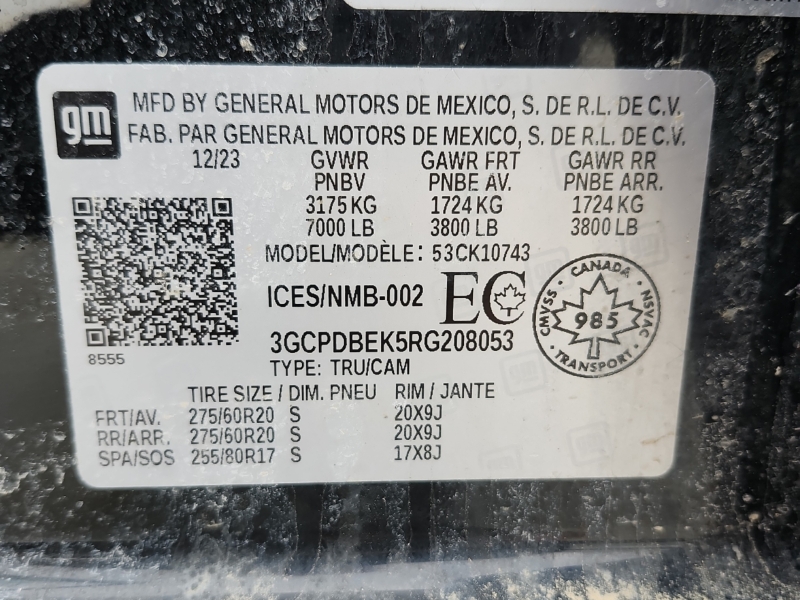 gm
MFD BY GENERAL MOTORS DE MEXICO, S. DE R.L. DE C.V.
FAB. PAR GENERAL MOTORS DE MEXICO, S. DE R.L. DE C.V.
12/23 GVWR GAWR FRT GAWR RR
PNBV PNBE AV. PNBE ARR.
3175 KG 1724 KG 1724 KG
7000 LB 3800 LB 3800 LB
MODEL/MODÈLE: 53CK10743
ICES/NMB-002 EC
CANADA
CMVSS 985 NSVAC
TRANSPORT
3GCPDBEK5RG208053
8555
TYPE: TRU/CAM
TIRE SIZE / DIM. PNEU RIM / JANTE
FRT/AV. 275/60R20 S 20X9J
RR/ARR. 275/60R20 S 20X9J
SPA/SOS 255/80R17 S 17X8J